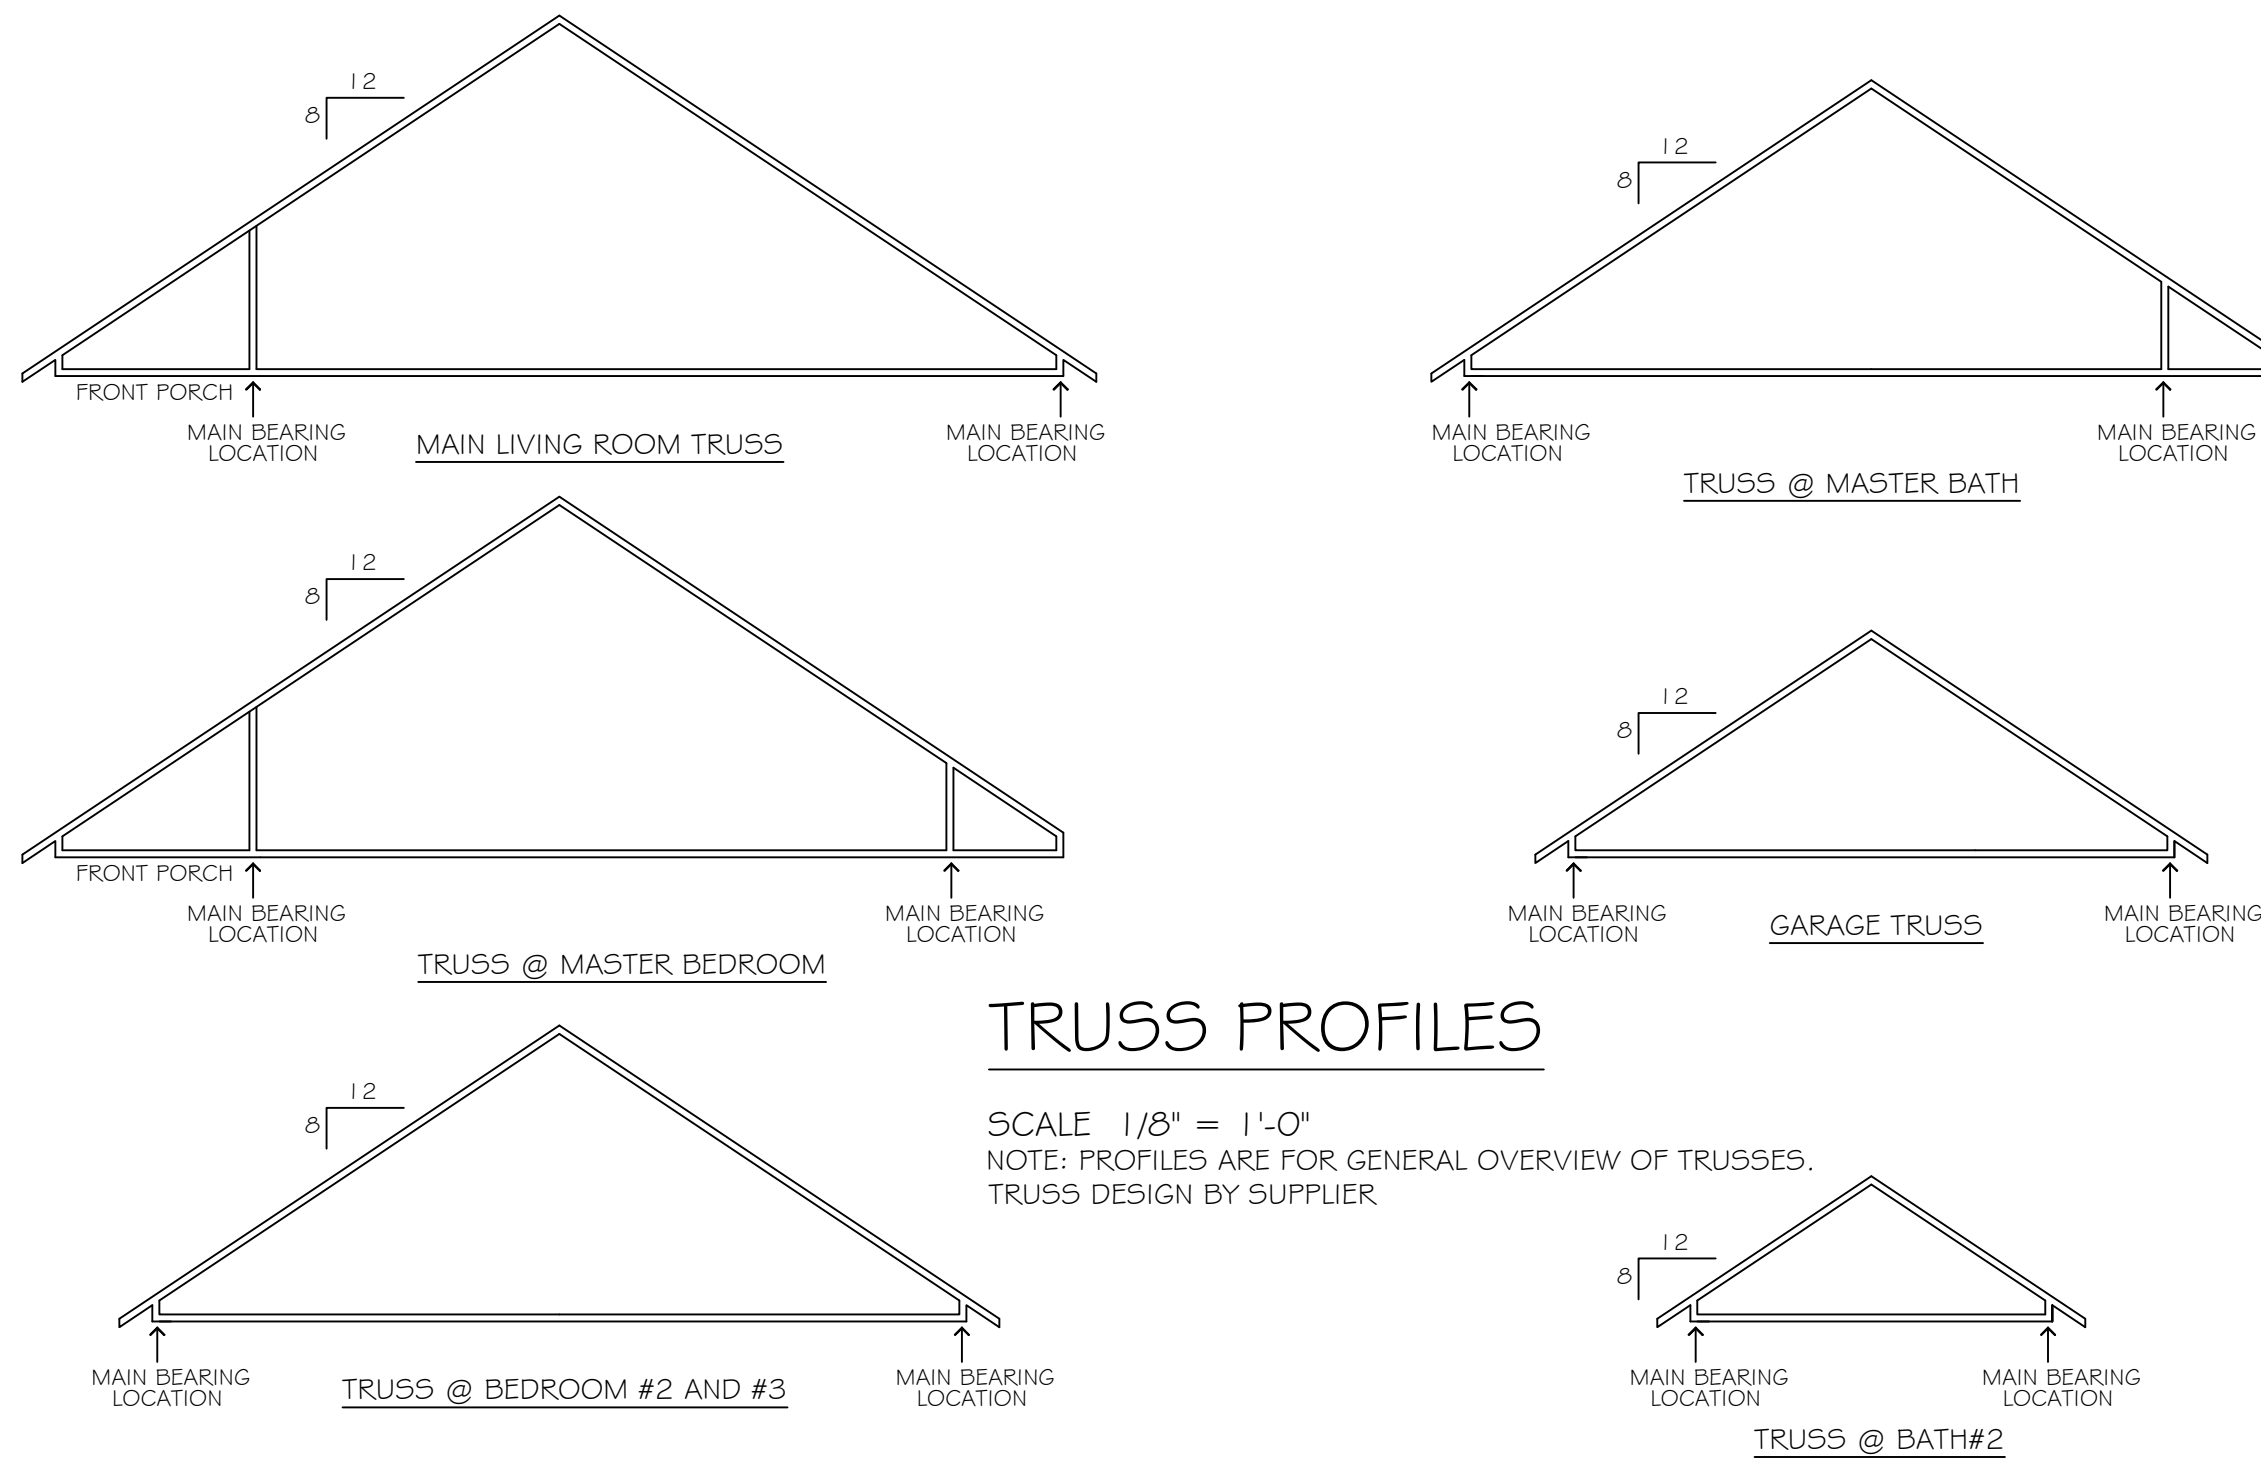 12
8
FRONT PORCH
MAIN BEARING
LOCATION
MAIN LIVING ROOM TRUSS
MAIN BEARING
LOCATION
12
8
MAIN BEARING
LOCATION
TRUSS @ MASTER BATH
MAIN BEARING
LOCATION
12
8
FRONT PORCH
MAIN BEARING
LOCATION
TRUSS @ MASTER BEDROOM
MAIN BEARING
LOCATION
12
8
MAIN BEARING
LOCATION
GARAGE TRUSS
MAIN BEARING
LOCATION
TRUSS PROFILES
SCALE 1/8" = 1'-0"
NOTE: PROFILES ARE FOR GENERAL OVERVIEW OF TRUSSES.
TRUSS DESIGN BY SUPPLIER
12
8
MAIN BEARING
LOCATION
TRUSS @ BEDROOM #2 AND #3
MAIN BEARING
LOCATION
12
8
MAIN BEARING
LOCATION
MAIN BEARING
LOCATION
TRUSS @ BATH#2